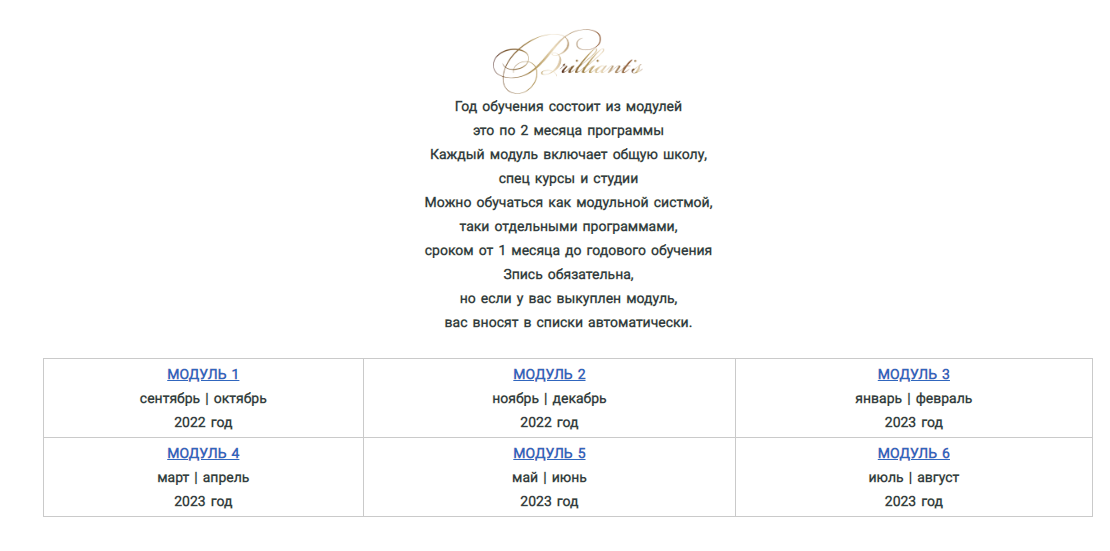 Brilliant's
Год обучения состоит из модулей
это по 2 месяца программы
Каждый модуль включает общую школу,
спец курсы и студии
Можно обучаться как модульной систмой,
таки отдельными программами,
сроком от 1 месяца до годового обучения
Зпись обязательна,
но если у вас выкуплен модуль,
вас вносят в списки автоматически.
МОДУЛЬ 1
сентябрь | октябрь
2022 год
МОДУЛЬ 2
ноябрь | декабрь
2022 год
МОДУЛЬ 3
январь | февраль
2023 год
МОДУЛЬ 4
март | апрель
2023 год
МОДУЛЬ 5
май | июнь
2023 год
МОДУЛЬ 6
июль | август
2023 год